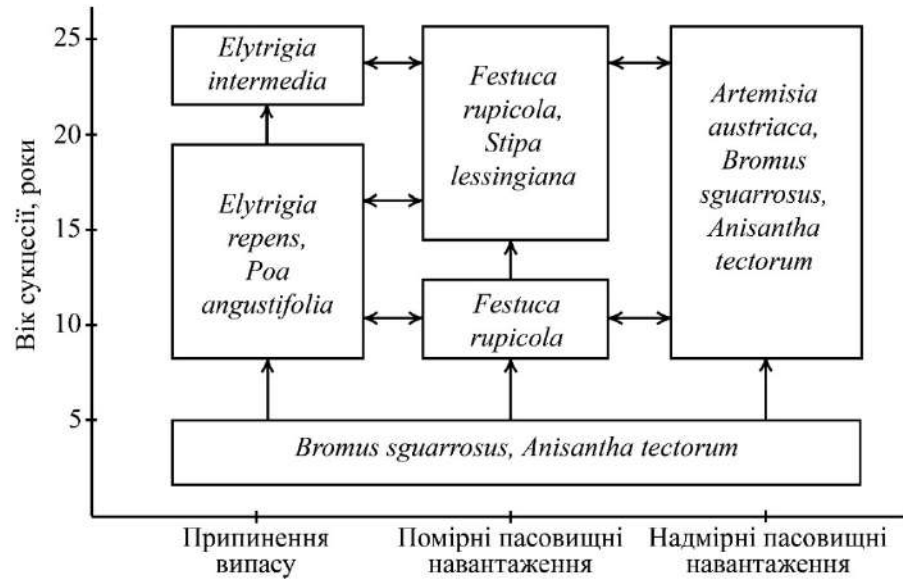 Вік сукцесії, роки
25
20
15
10
5
Elytrigia
intermedia
Festuca
rupicola,
Stipa
lessingiana
Artemisia
austriaca,
Bromus
sguarrosus,
Anisantha
tectorum
Elytrigia
repens,
Poa
angustifolia
Festuca
rupicola
Bromus sguarrosus, Anisantha tectorum
Припинення
випасу
Помірні пасовищні
навантаження
Надмірні пасовищні
навантаження